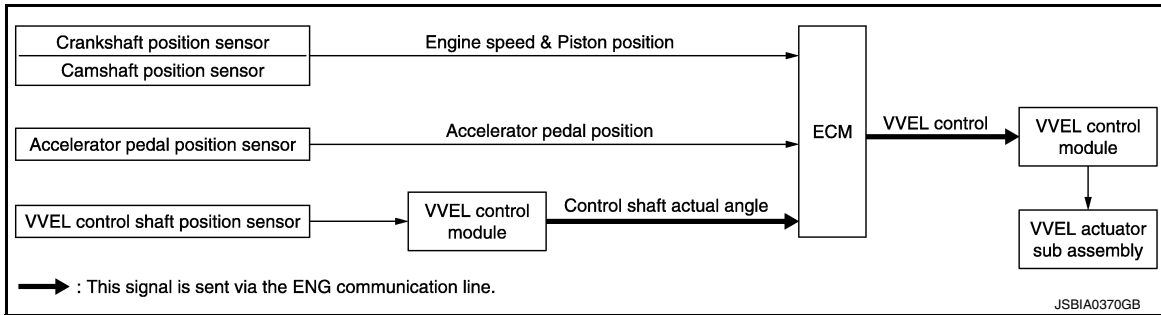 Crankshaft position sensor
Camshaft position sensor
Engine speed & Piston position
Accelerator pedal position sensor
Accelerator pedal position
VVEL control shaft position sensor
VVEL control
module
Control shaft actual angle
ECM
VVEL control
VVEL control
module
VVEL actuator
sub assembly
: This signal is sent via the ENG communication line.
JSBIA0370GB